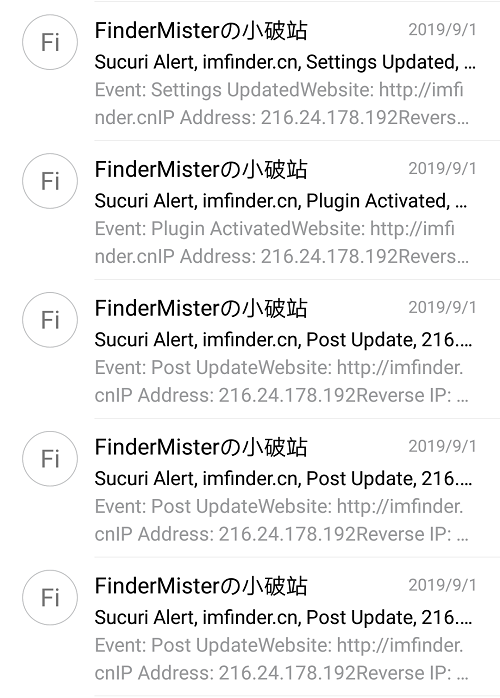 Fi
FinderMisterの小破站
2019/9/1
Sucuri Alert, imfinder.cn, Settings Updated, ...
Event: Settings UpdatedWebsite: http://imfi
nder.cnIP Address: 216.24.178.192Revers...
Fi
FinderMisterの小破站
2019/9/1
Sucuri Alert, imfinder.cn, Plugin Activated, ...
Event: Plugin ActivatedWebsite: http://imfi
nder.cnIP Address: 216.24.178.192Revers...
Fi
FinderMisterの小破站
2019/9/1
Sucuri Alert, imfinder.cn, Post Update, 216....
Event: Post UpdateWebsite: http://imfinder.
cnIP Address: 216.24.178.192Reverse IP: ...
Fi
FinderMisterの小破站
2019/9/1
Sucuri Alert, imfinder.cn, Post Update, 216....
Event: Post UpdateWebsite: http://imfinder.
cnIP Address: 216.24.178.192Reverse IP: ...
Fi
FinderMisterの小破站
2019/9/1
Sucuri Alert, imfinder.cn, Post Update, 216....
Event: Post UpdateWebsite: http://imfinder.
cnIP Address: 216.24.178.192Reverse IP: ...